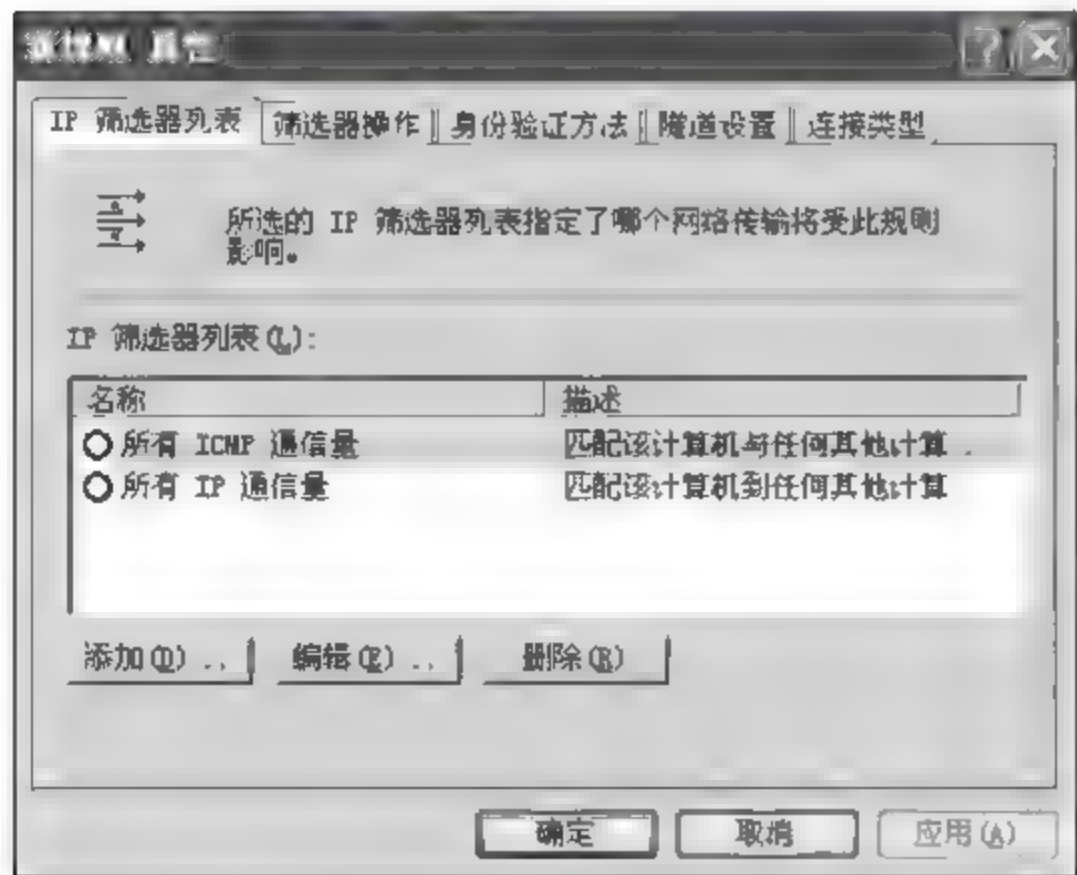 属性
IP 筛选器列表 筛选器操作 身份验证方法 隧道设置 连接类型
所选的 IP 筛选器列表指定了哪个网络传输将受此规则
影响。
IP 筛选器列表(L):
名称 描述
所有 ICMP 通信量 匹配该计算机与任何其他计算 .
所有 IP 通信量 匹配该计算机到任何其他计算
添加(D) .. 编辑(E) .. 删除(R)
确定 取消 应用(A)